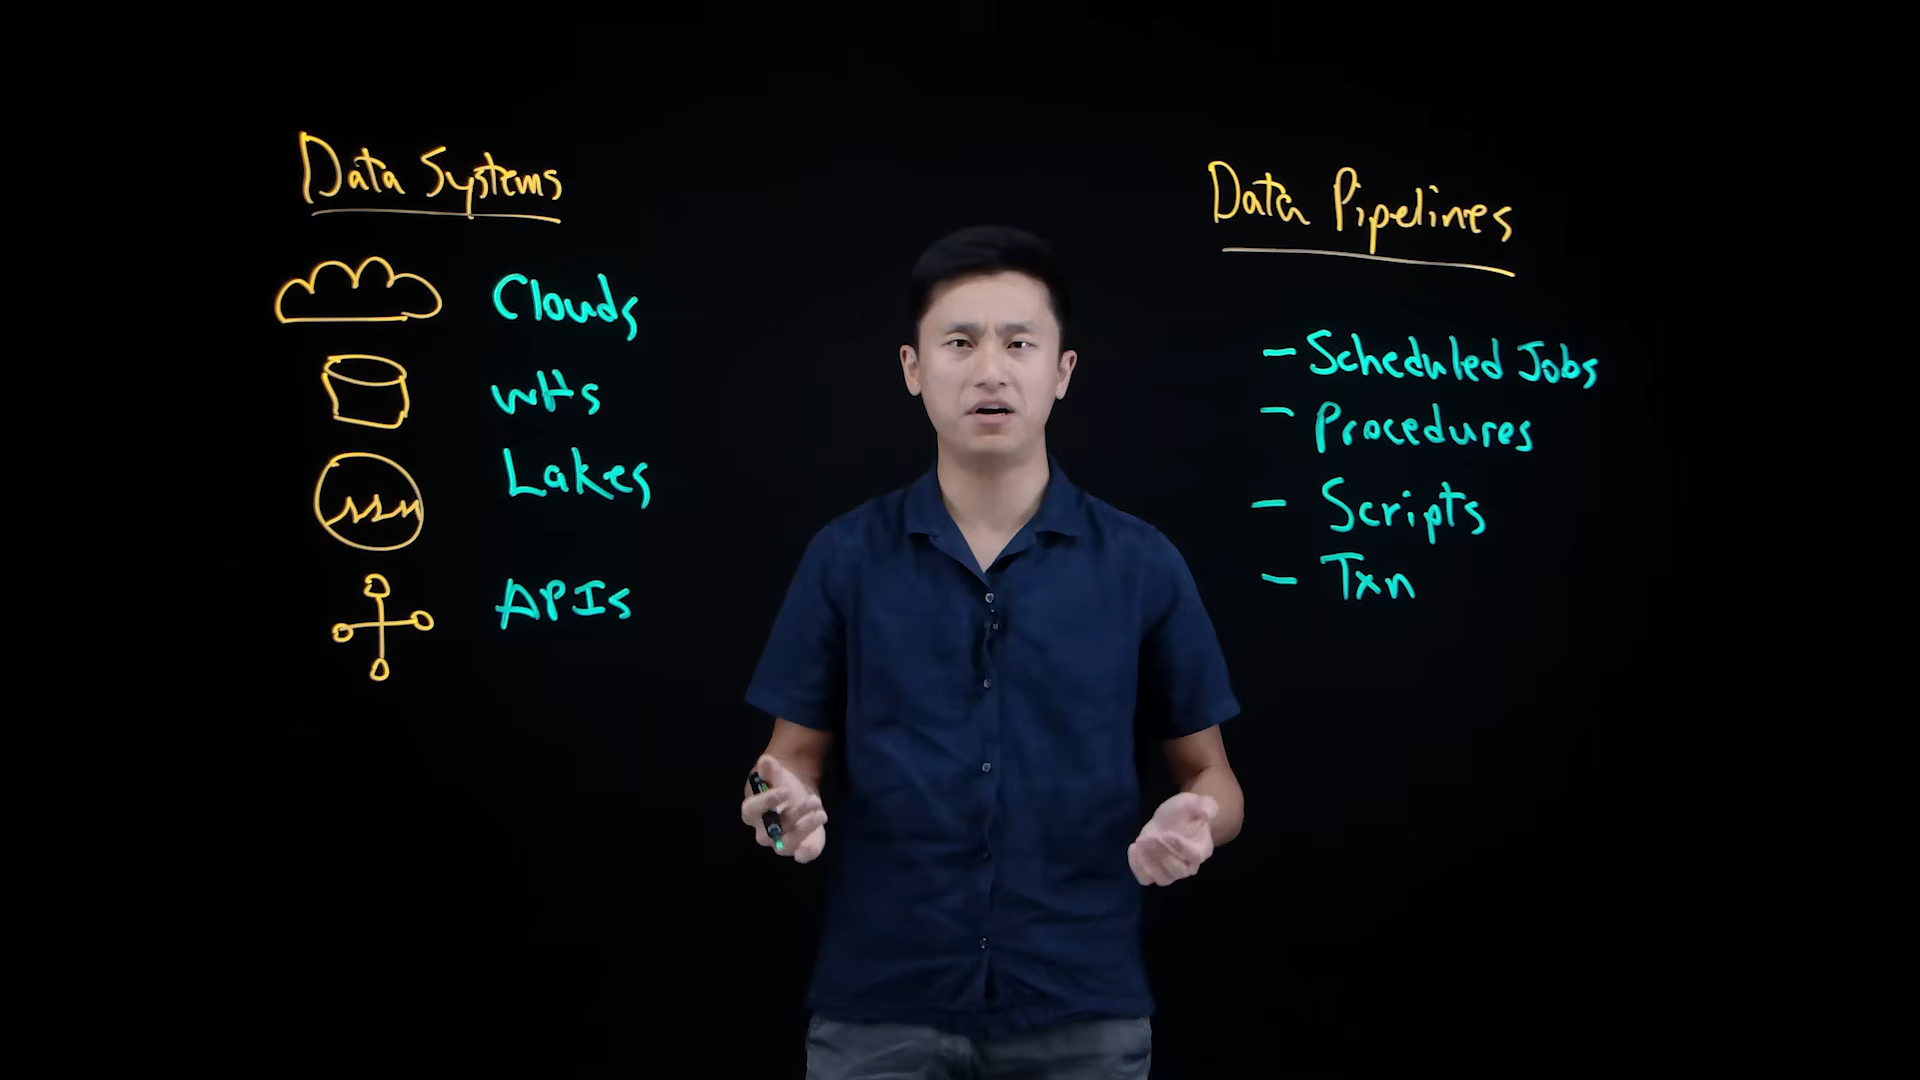 Data Systems
Clouds
WHs
Lakes
APIs
Data Pipelines
- Scheduled Jobs
- Procedures
- Scripts
- Txn